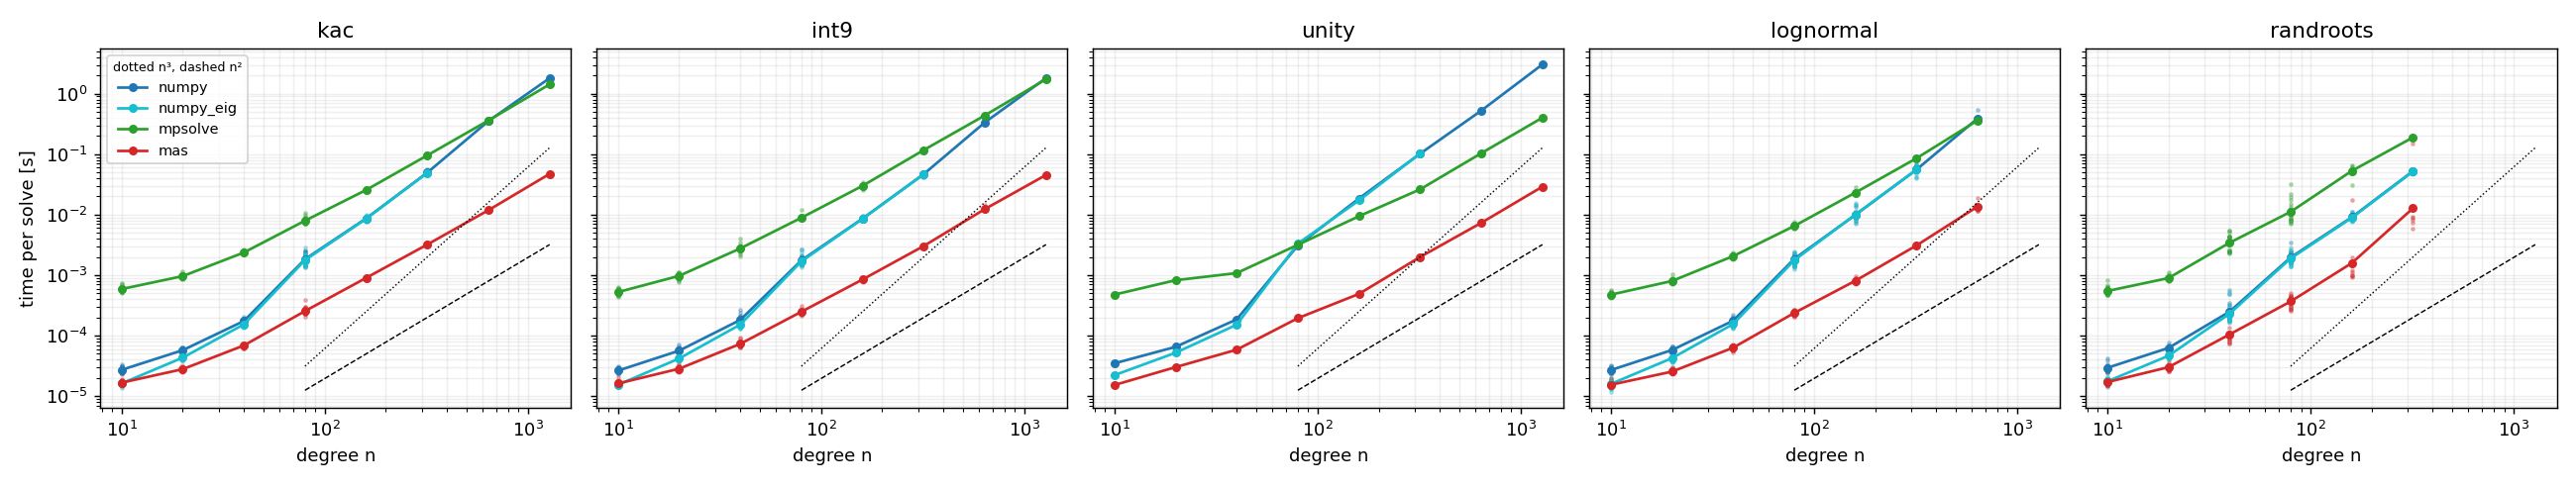 kac
int9
unity
lognormal
randroots
dotted n³, dashed n²
numpy
numpy_eig
mpsolve
mas
time per solve [s]
10⁰
10⁻¹
10⁻²
10⁻³
10⁻⁴
10⁻⁵
10¹ 10² 10³
10¹ 10² 10³
10¹ 10² 10³
10¹ 10² 10³
10¹ 10² 10³
degree n
degree n
degree n
degree n
degree n